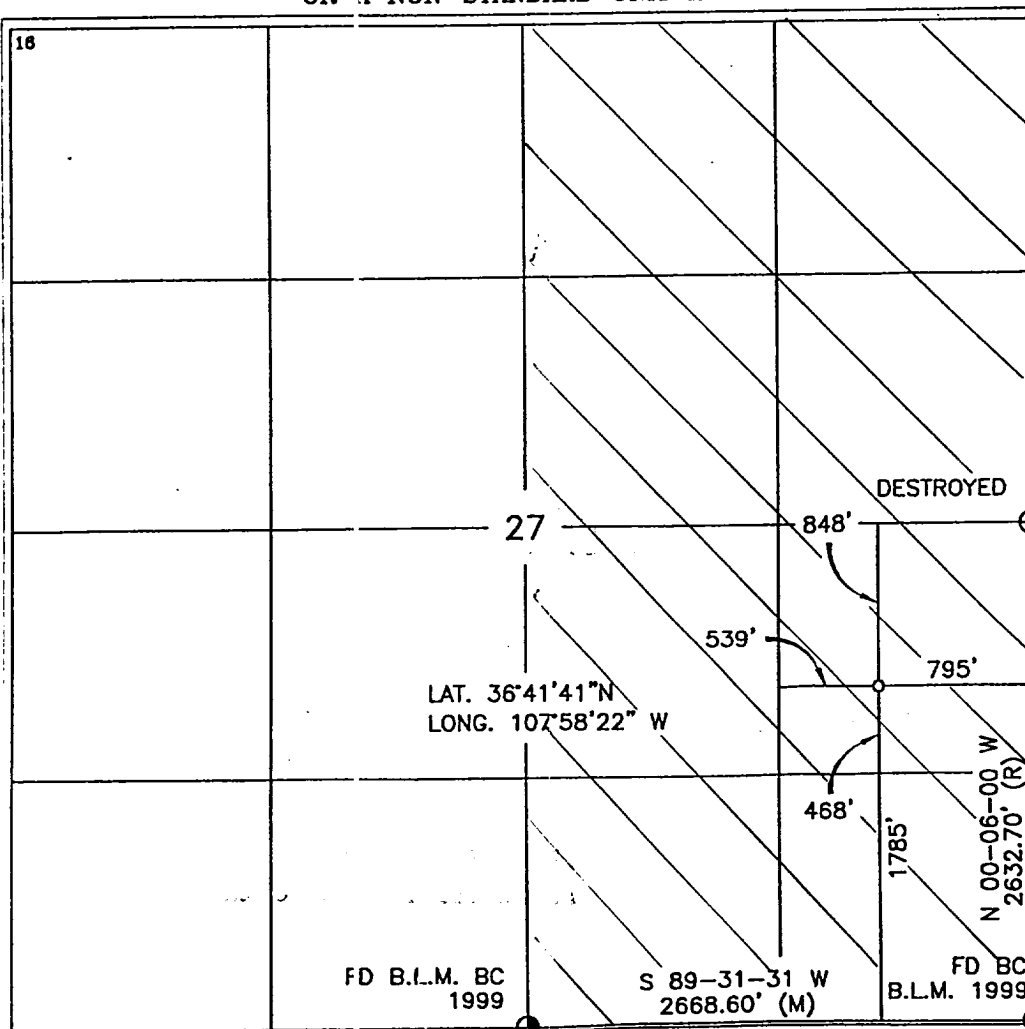 16
DESTROYED
27
848'
539'
795'
LAT. 36°41'41"N
LONG. 107°58'22" W
468'
1785'
N 00-06-00 W
2632.70' (R)
FD B.L.M. BC
1999
S 89-31-31 W
2668.60' (M)
FD BC
B.L.M. 1999